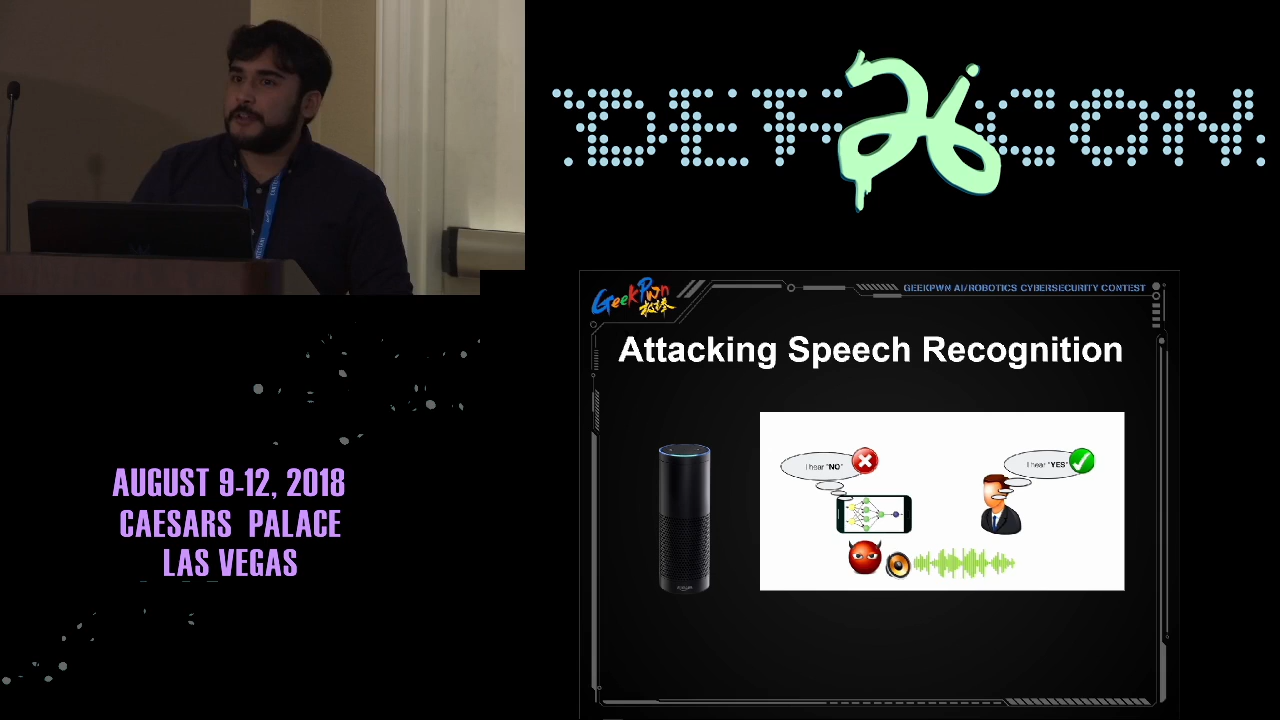 DEF CON
26
GeekPwn
GEEKPWN AI/ROBOTICS CYBERSECURITY CONTEST
Attacking Speech Recognition
I hear "NO"
I hear "YES"
AUGUST 9-12, 2018
CAESARS PALACE
LAS VEGAS